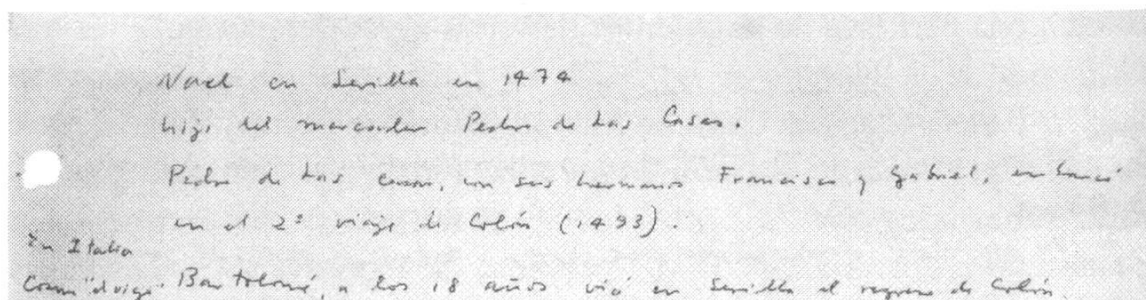 Nació en Sevilla en 1474
hijo del mercader Pedro de Las Casas.
Pedro de Las Casas, con sus hermanos Francisco y Gabriel, embarcó
en el 2º viaje de Colón (1493).
En Italia
Bartolomé, a los 18 años vió en Sevilla el regreso de Colón